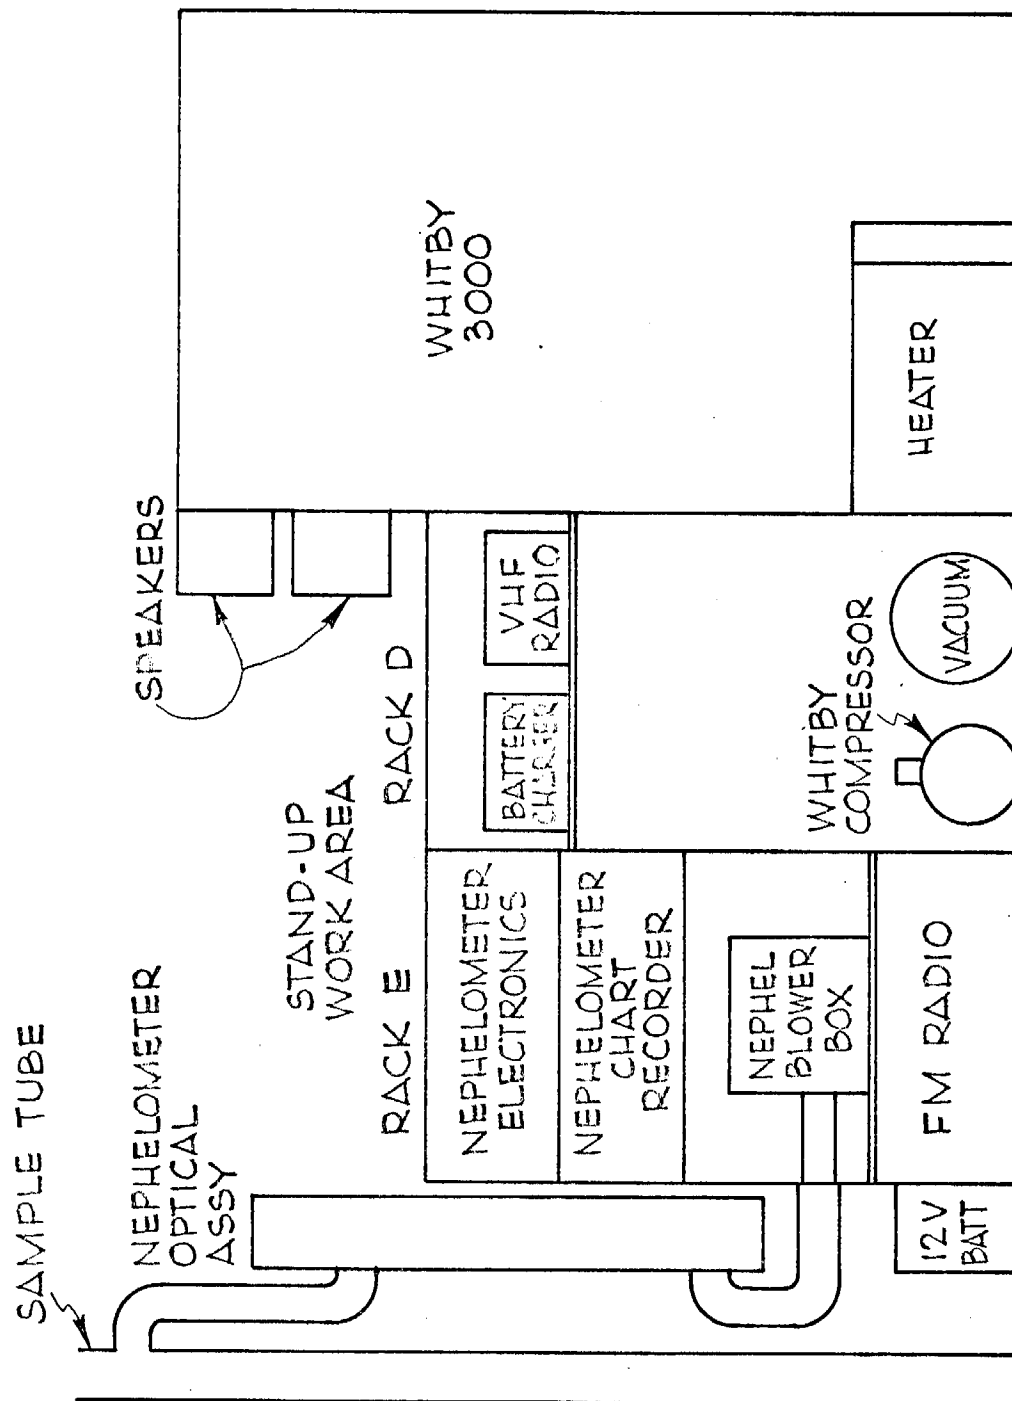 SAMPLE TUBE
NEPHELOMETER
OPTICAL
ASSY
SPEAKERS
STAND-UP
WORK AREA
RACK E
RACK D
WHITBY
3000
NEPHELOMETER
ELECTRONICS
BATTERY
CHARGER
VHF
RADIO
NEPHELOMETER
CHART
RECORDER
NEPHEL
BLOWER
BOX
WHITBY
COMPRESSOR
VACUUM
HEATER
12V
BATT
FM RADIO